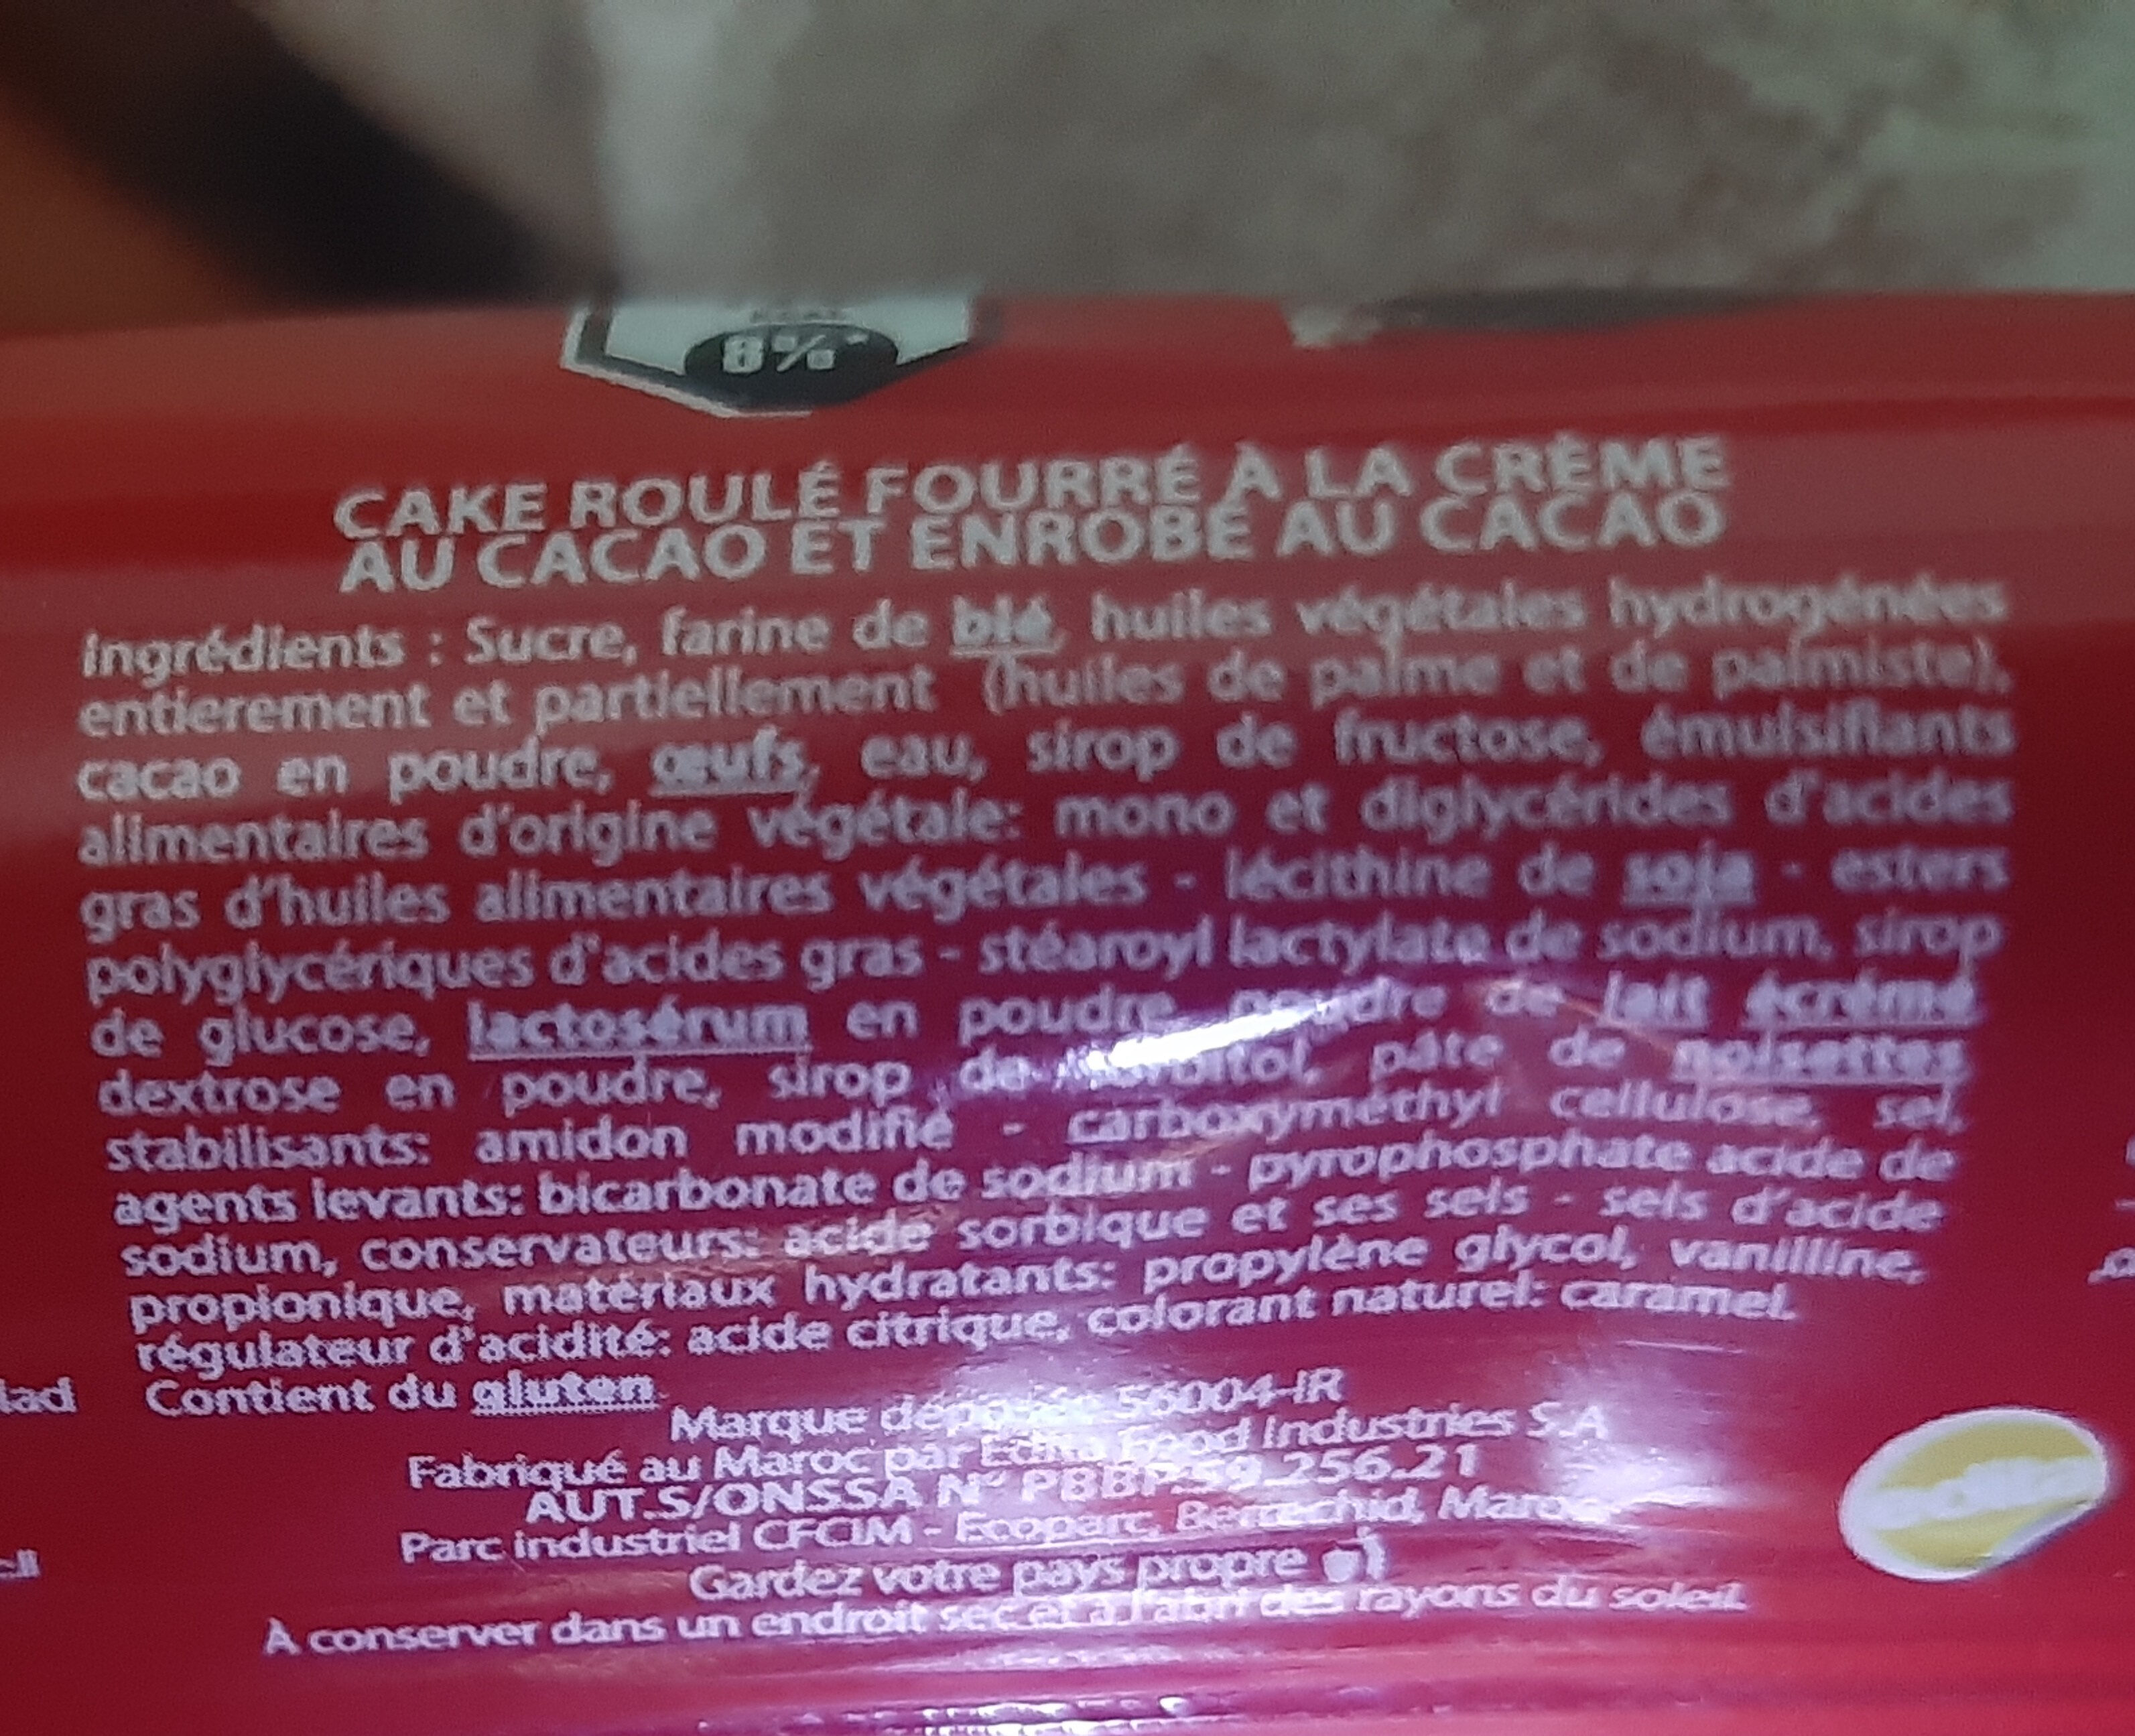 8%*
CAKE ROULÉ FOURRÉ À LA CRÈME
AU CACAO ET ENROBÉ AU CACAO
Ingrédients : Sucre, farine de blé, huiles végétales hydrogénées
entierement et partiellement (huiles de palme et de palmiste),
cacao en poudre, œufs, eau, sirop de fructose, émulsifiants
alimentaires d'origine végétale: mono et diglycérides d'acides
gras d'huiles alimentaires végétales - lécithine de soja - esters
polyglycériques d'acides gras - stéaroyl lactylate de sodium, sirop
de glucose, lactosérum en poudre, poudre de lait écrémé,
dextrose en poudre, sirop de sorbitol, pâte de noisettes,
stabilisants: amidon modifié - carboxyméthyl cellulose, sel,
agents levants: bicarbonate de sodium - pyrophosphate acide de
sodium, conservateurs: acide sorbique et ses sels - sels d'acide
propionique, matériaux hydratants: propylène glycol, vanilline,
régulateur d'acidité: acide citrique, colorant naturel: caramel.
Contient du gluten.
Marque déposée 56004-IR
Fabriqué au Maroc par Edita Food Industries S.A
AUT.S/ONSSA N° 256.21
Parc industriel CFCIM - Ecoparc, Berrechid, Maroc
Gardez votre pays propre
À conserver dans un endroit sec et à l'abri des rayons du soleil.
lad